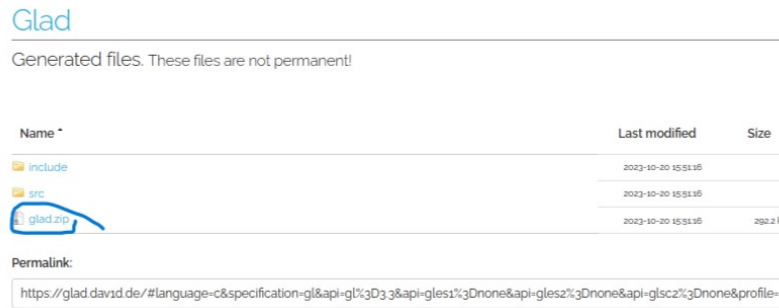 Glad
Generated files. These files are not permanent!
Name Last modified Size
include 2023-10-20 15:51:16
src 2023-10-20 15:51:16
glad.zip 2023-10-20 15:51:16 292.2
Permalink:
https://glad.dav1d.de/#language=c&specification=gl&api=gl%3D3.3&api=gles1%3Dnone&api=gles2%3Dnone&api=glsc2%3Dnone&profile=